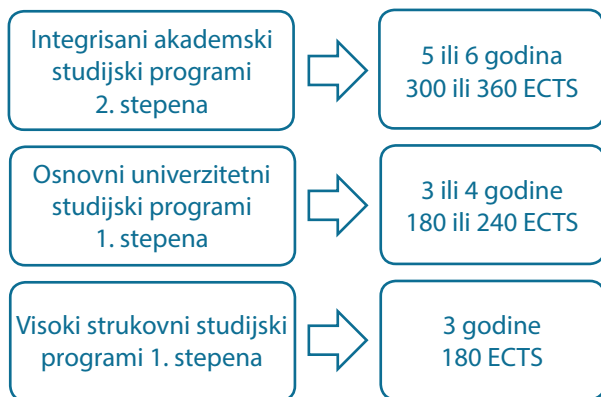 Integrisani akademski
studijski programi
2. stepena
5 ili 6 godina
300 ili 360 ECTS
Osnovni univerzitetni
studijski programi
1. stepena
3 ili 4 godine
180 ili 240 ECTS
Visoki strukovni studijski
programi 1. stepena
3 godine
180 ECTS